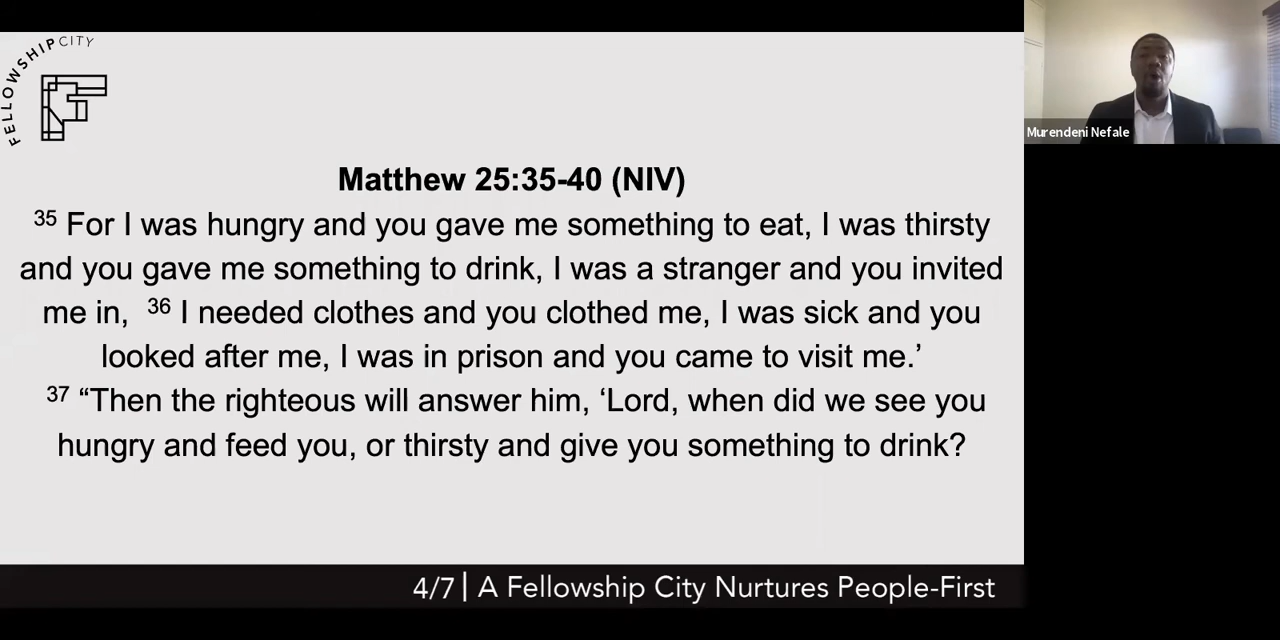 FELLOWSHIP CITY
Murendeni Nefale
Matthew 25:35-40 (NIV)
35 For I was hungry and you gave me something to eat, I was thirsty
and you gave me something to drink, I was a stranger and you invited
me in, 36 I needed clothes and you clothed me, I was sick and you
looked after me, I was in prison and you came to visit me.’
37 “Then the righteous will answer him, ‘Lord, when did we see you
hungry and feed you, or thirsty and give you something to drink?
4/7| A Fellowship City Nurtures People-First